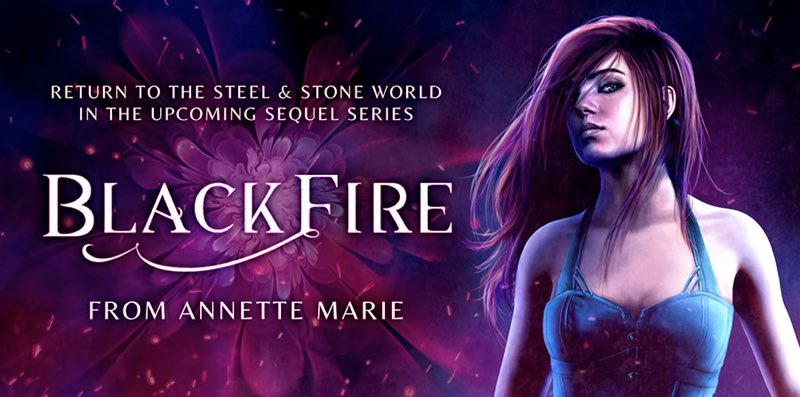 RETURN TO THE STEEL & STONE WORLD
IN THE UPCOMING SEQUEL SERIES
BLACKFIRE
FROM ANNETTE MARIE